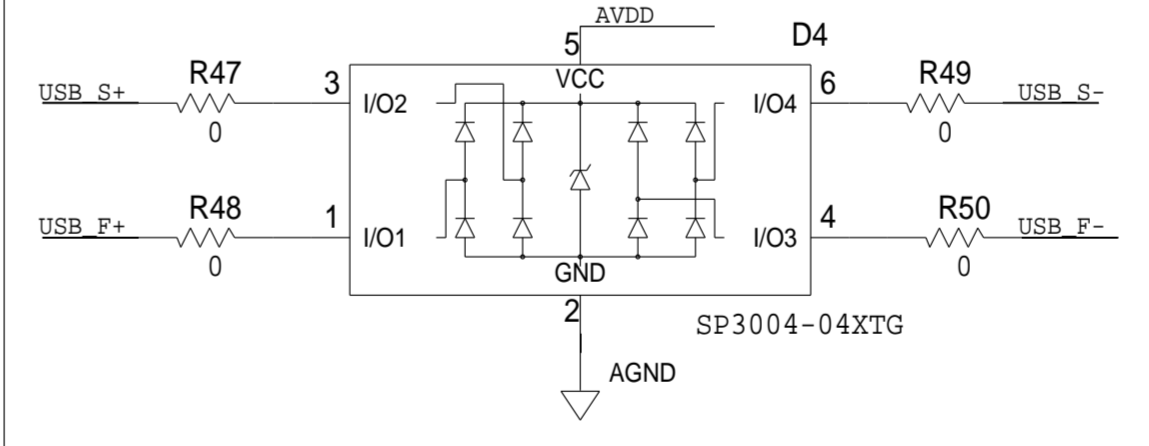 AVDD
5
D4
R47
3
VCC
6
R49
USB_S+
I/O2
I/O4
USB_S-
0
0
R48
1
4
R50
USB_F+
I/O1
I/O3
USB_F-
0
GND
0
2
SP3004-04XTG
AGND